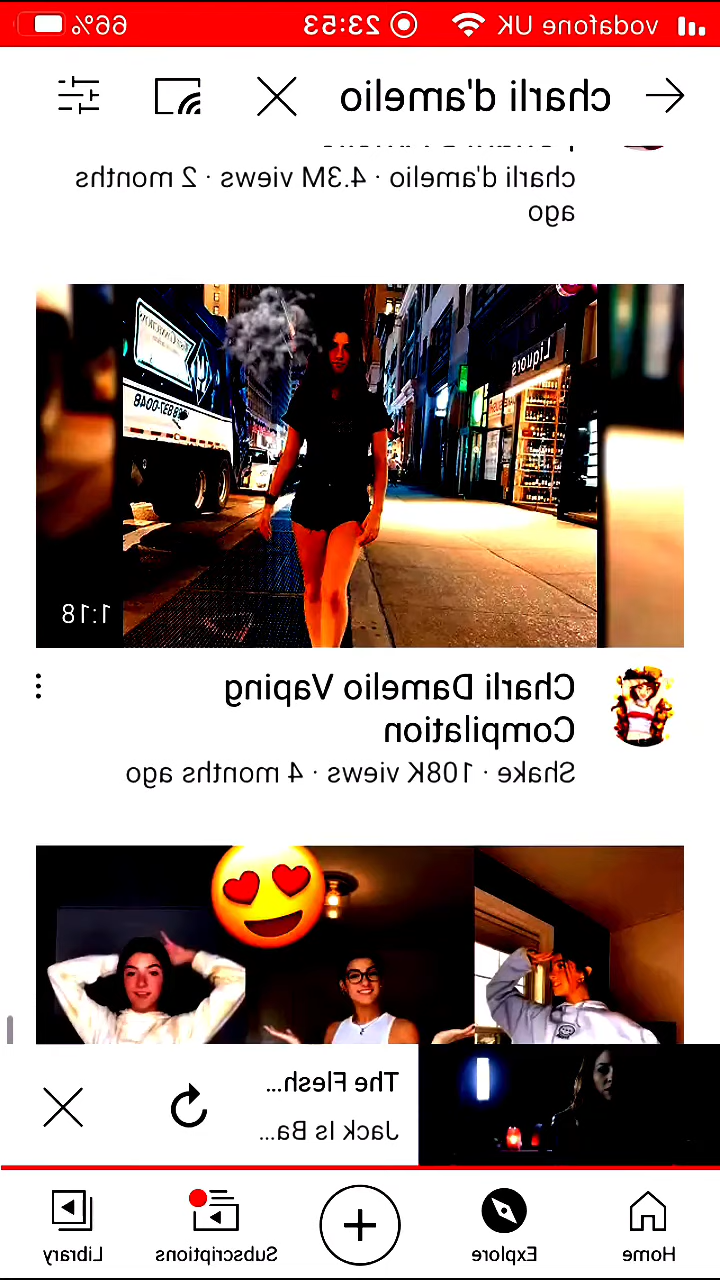 vodafone UK 23:53 66%
charli d'amelio
charli d'amelio · 4.3M views · 2 months
ago
Liquors
1:18
Charli Damelio Vaping
Compilation
Shake · 108K views · 4 months ago
The Flesh...
Jack Is Ba...
Home Explore Subscriptions Library